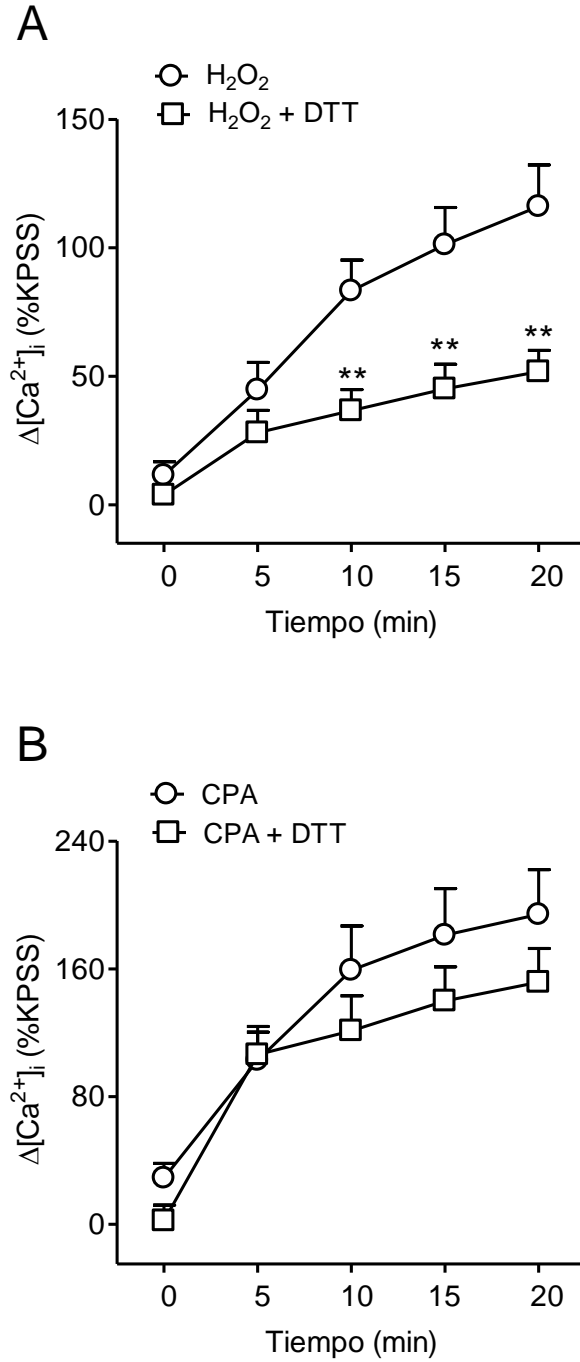 A
H₂O₂
H₂O₂ + DTT
150
100
50
0
Δ[Ca²⁺]ᵢ (%KPSS)
**
**
**
0 5 10 15 20
Tiempo (min)
B
CPA
CPA + DTT
240
160
80
0
Δ[Ca²⁺]ᵢ (%KPSS)
0 5 10 15 20
Tiempo (min)